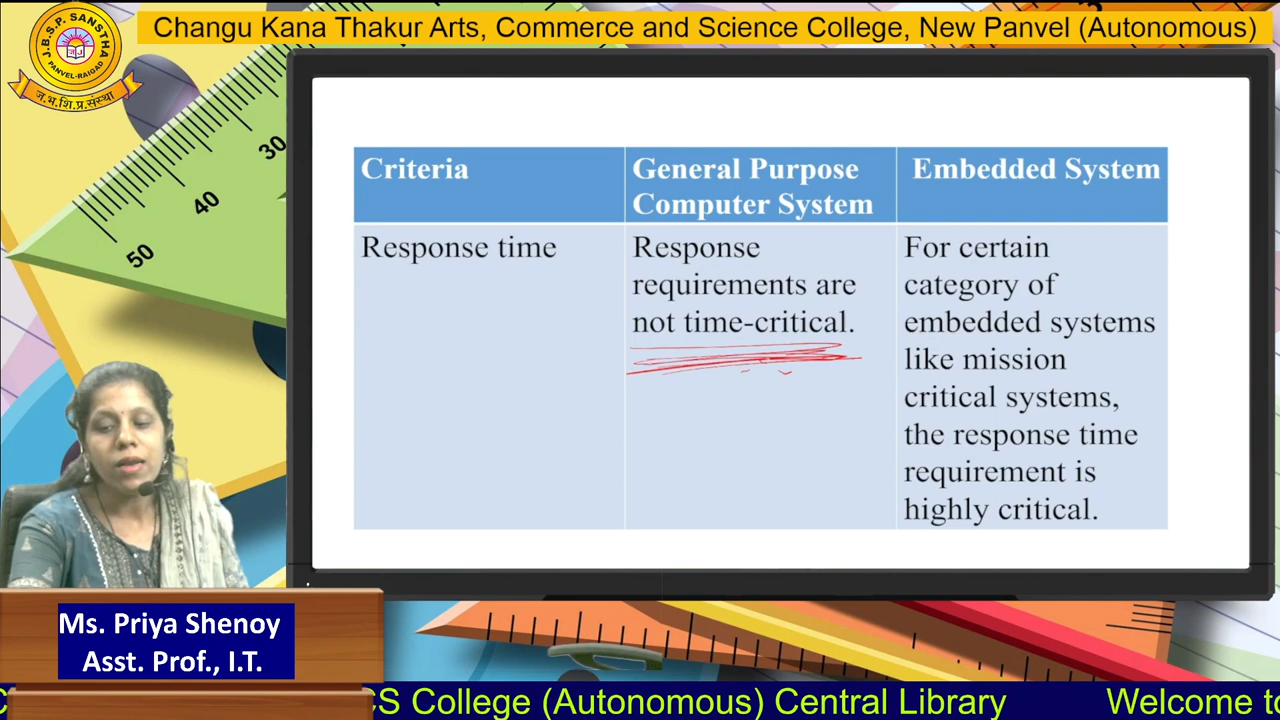 Changu Kana Thakur Arts, Commerce and Science College, New Panvel (Autonomous)
J.B.S.P. SANSTHA
PANVEL-RAIGAD
ज.भ.शि.प्र.संस्था
30
40
50
Criteria
General Purpose
Computer System
Embedded System
Response time
Response
requirements are
not time-critical.
For certain
category of
embedded systems
like mission
critical systems,
the response time
requirement is
highly critical.
Ms. Priya Shenoy
Asst. Prof., I.T.
CS College (Autonomous) Central Library
Welcome to